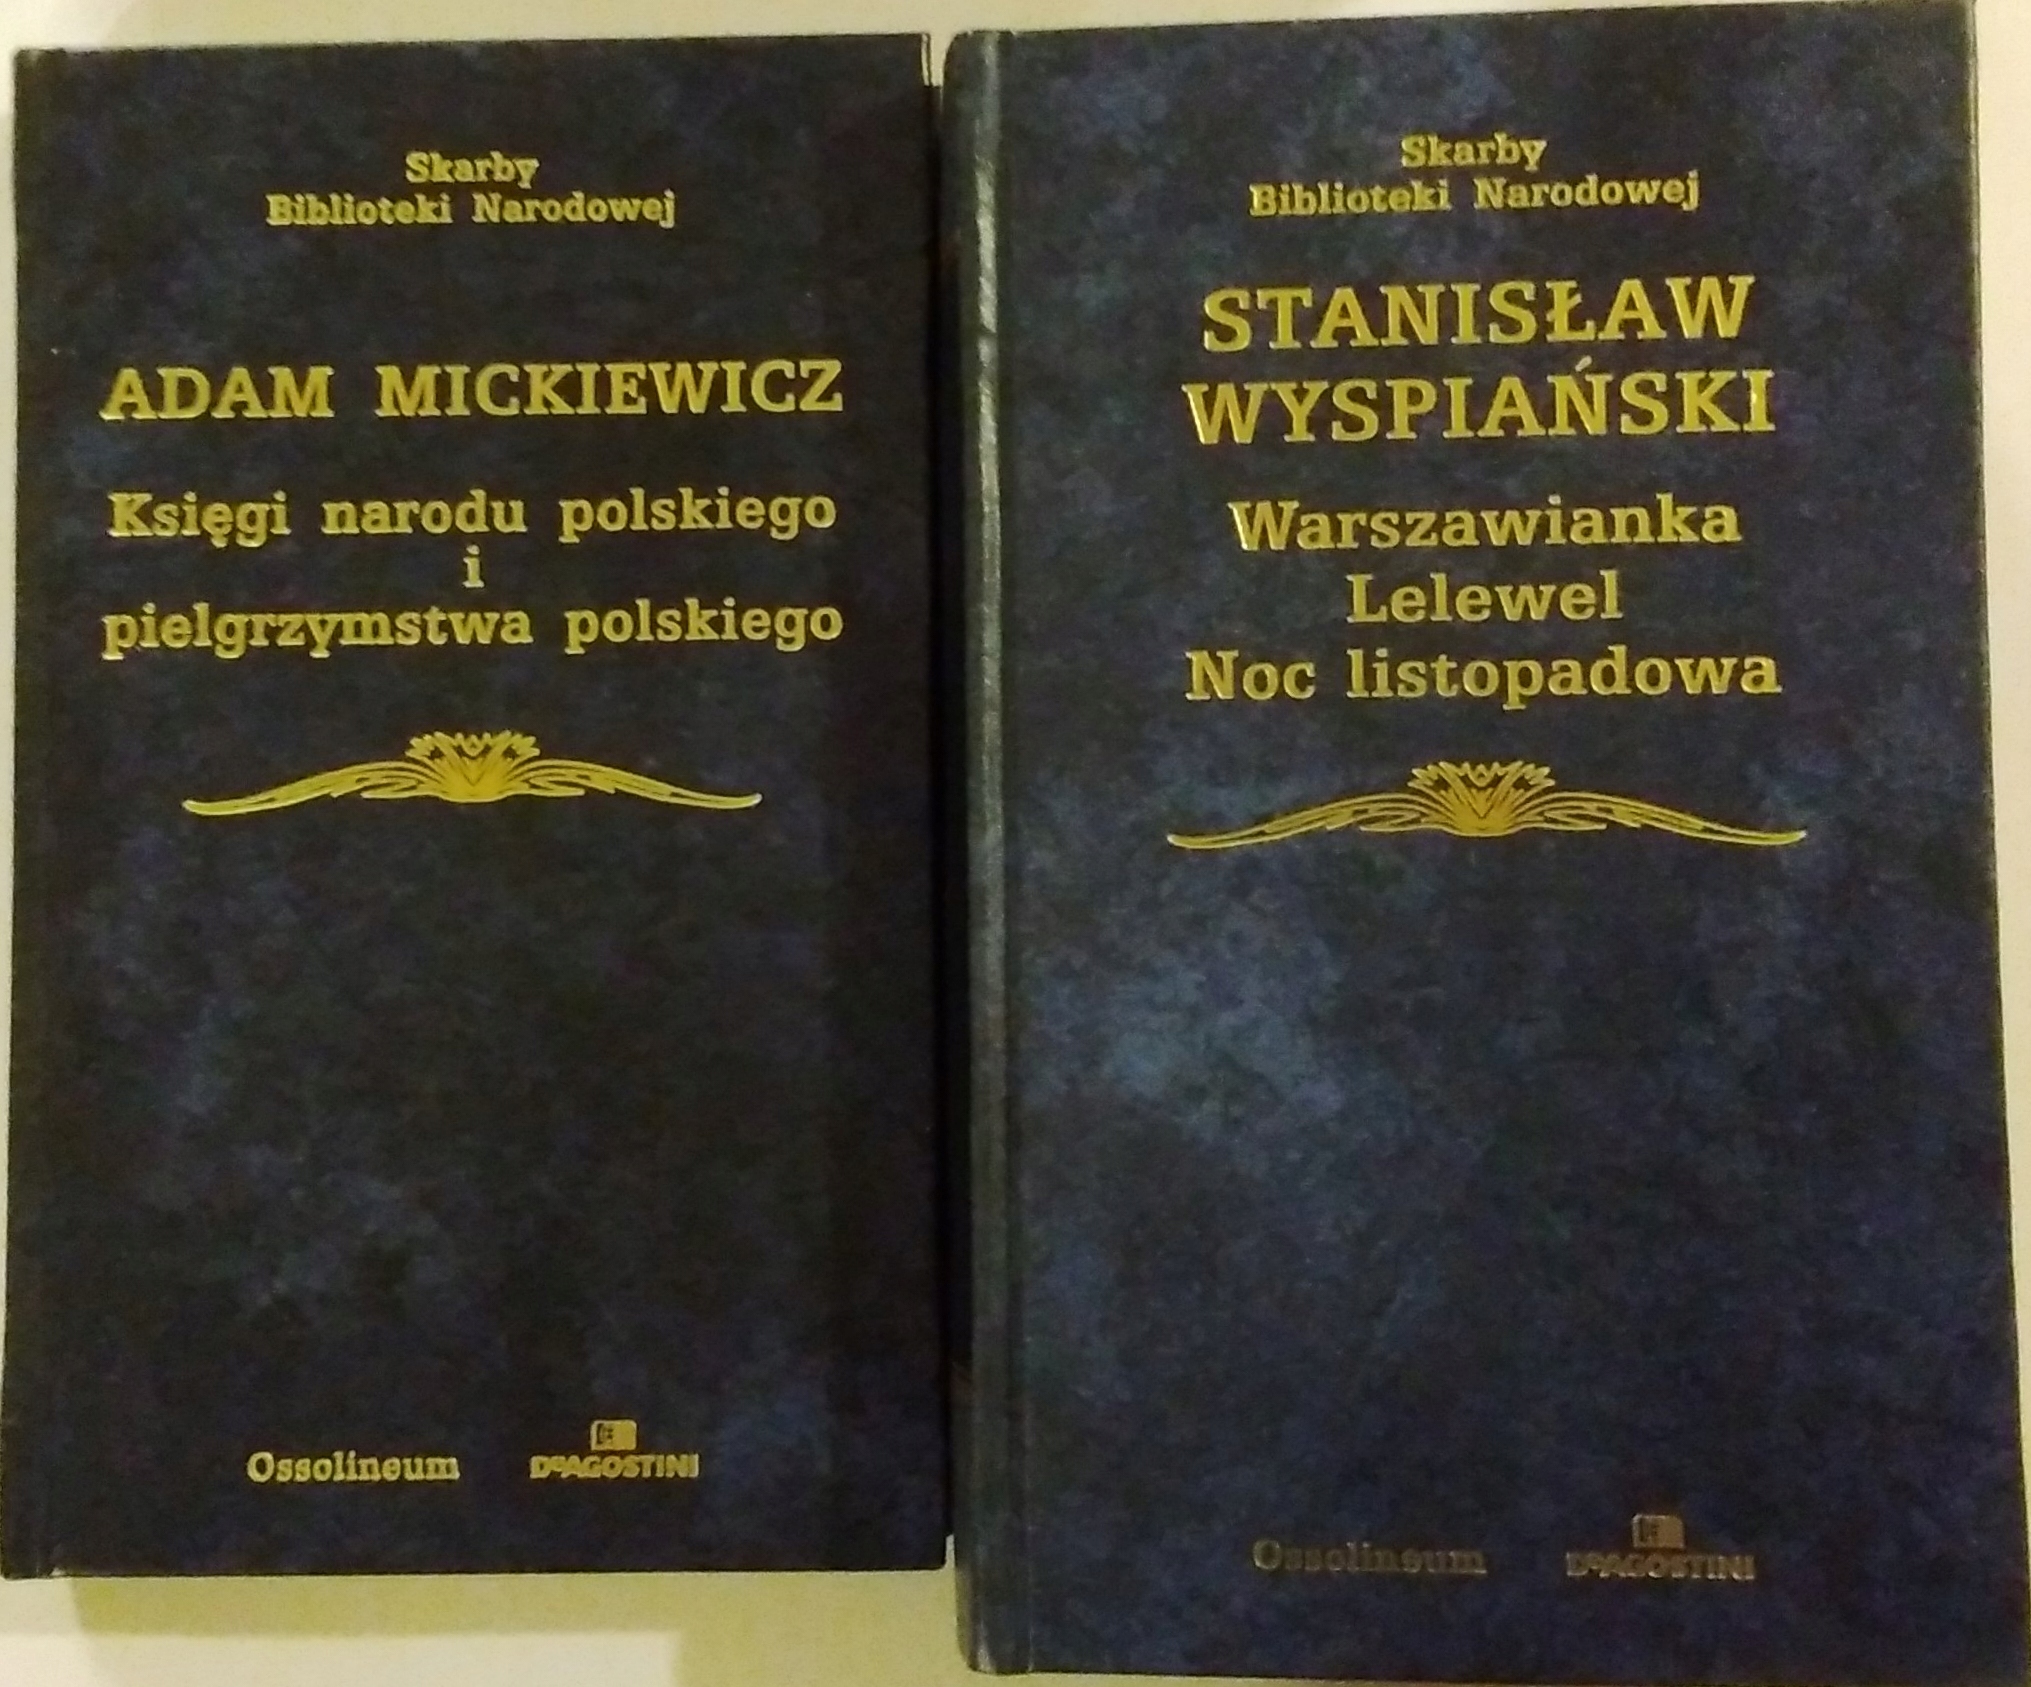 Skarby
Biblioteki Narodowej
ADAM MICKIEWICZ
Księgi narodu polskiego
i
pielgrzymstwa polskiego
Ossolineum
DeAGOSTINI
Skarby
Biblioteki Narodowej
STANISŁAW
WYSPIAŃSKI
Warszawianka
Lelewel
Noc listopadowa
Ossolineum
DeAGOSTINI